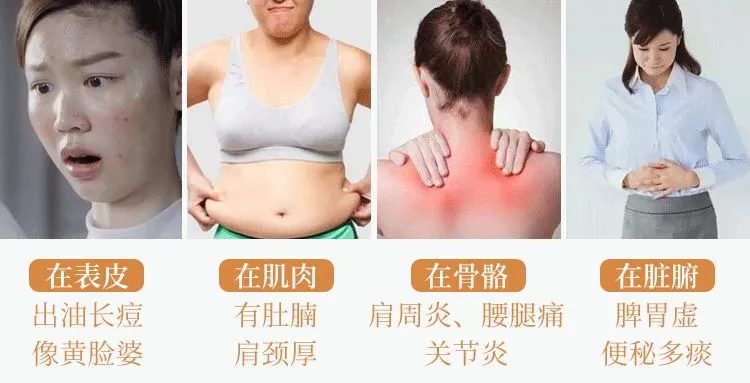 在表皮
出油长痘
像黄脸婆
在肌肉
有肚腩
肩颈厚
在骨骼
肩周炎、腰腿痛
关节炎
在脏腑
脾胃虚
便秘多痰